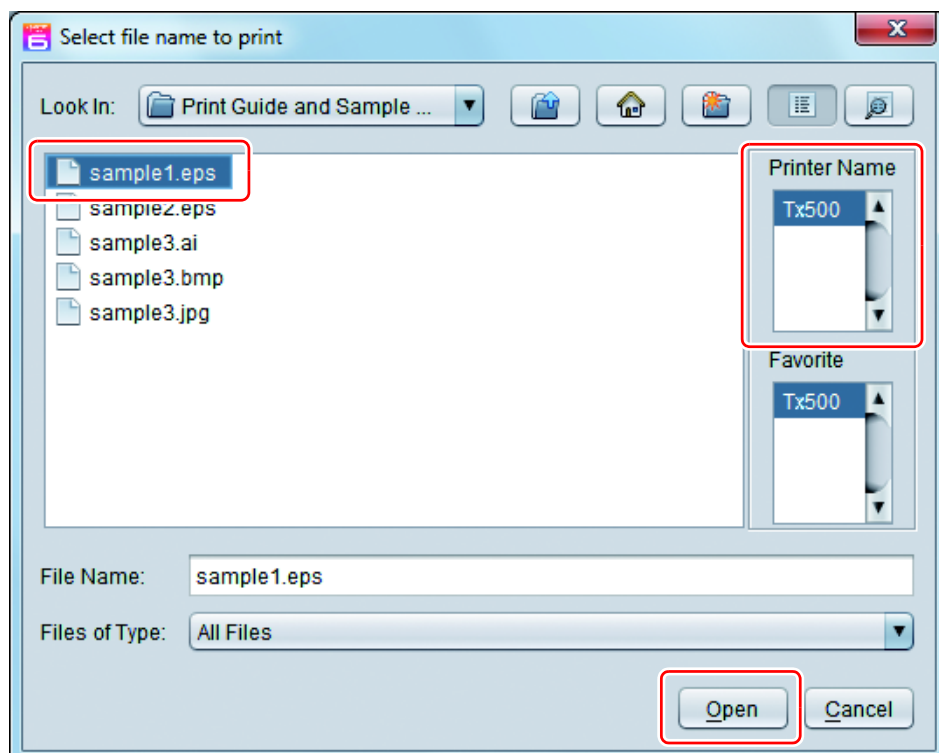 Select file name to print
Look In: Print Guide and Sample ...
sample1.eps
sample2.eps
sample3.ai
sample3.bmp
sample3.jpg
Printer Name
Tx500
Favorite
Tx500
File Name: sample1.eps
Files of Type: All Files
Open Cancel